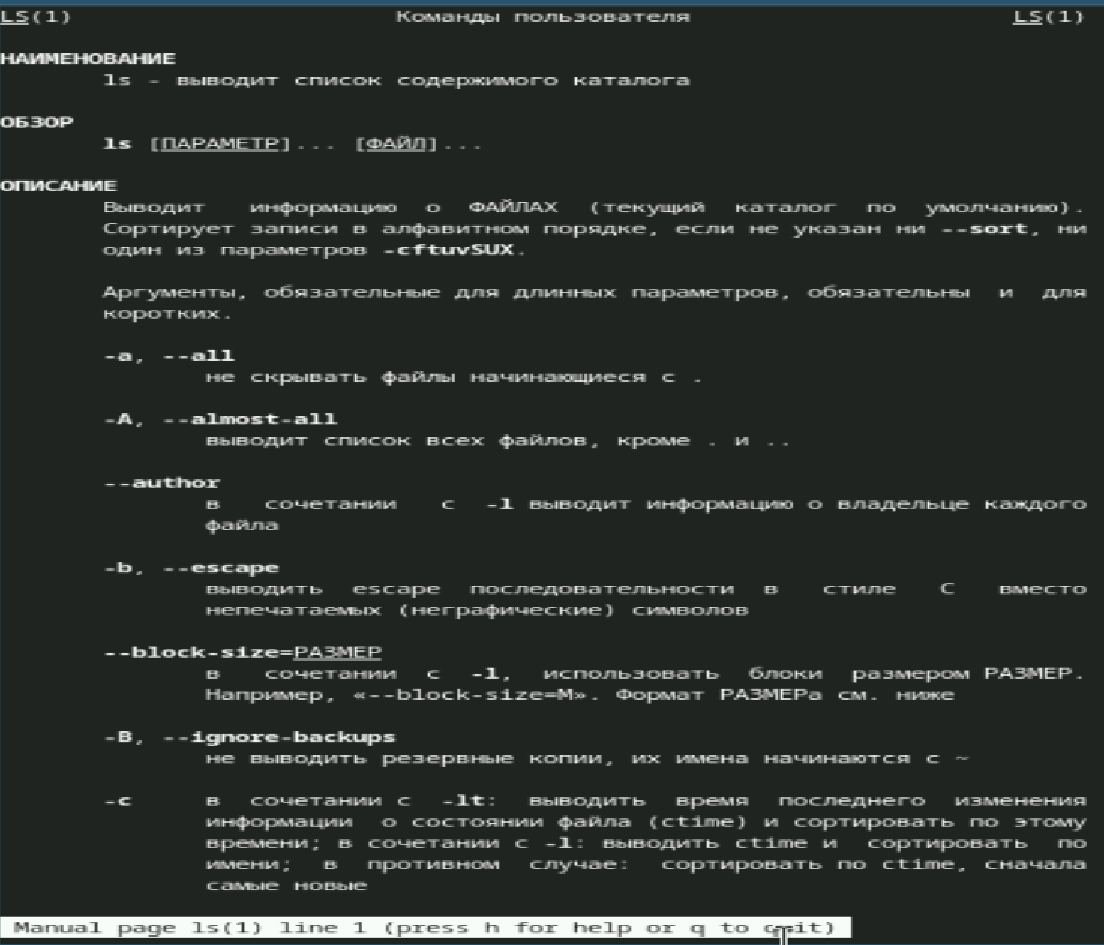 LS(1) Команды пользователя LS(1)
НАИМЕНОВАНИЕ
ls - выводит список содержимого каталога
ОБЗОР
ls [ПАРАМЕТР]... [ФАЙЛ]...
ОПИСАНИЕ
Выводит информацию о ФАЙЛАХ (текущий каталог по умолчанию).
Сортирует записи в алфавитном порядке, если не указан ни --sort, ни
один из параметров -cftuvSUX.
Аргументы, обязательные для длинных параметров, обязательны и для
коротких.
-a, --all
не скрывать файлы начинающиеся с .
-A, --almost-all
выводит список всех файлов, кроме . и ..
--author
в сочетании с -l выводит информацию о владельце каждого
файла
-b, --escape
выводить escape последовательности в стиле C вместо
непечатаемых (неграфические) символов
--block-size=РАЗМЕР
в сочетании с -l, использовать блоки размером РАЗМЕР.
Например, «--block-size=M». Формат РАЗМЕРа см. ниже
-B, --ignore-backups
не выводить резервные копии, их имена начинаются с ~
-c в сочетании с -lt: выводить время последнего изменения
информации о состоянии файла (ctime) и сортировать по этому
времени; в сочетании с -l: выводить ctime и сортировать по
имени; в противном случае: сортировать по ctime, сначала
самые новые
Manual page ls(1) line 1 (press h for help or q to quit)